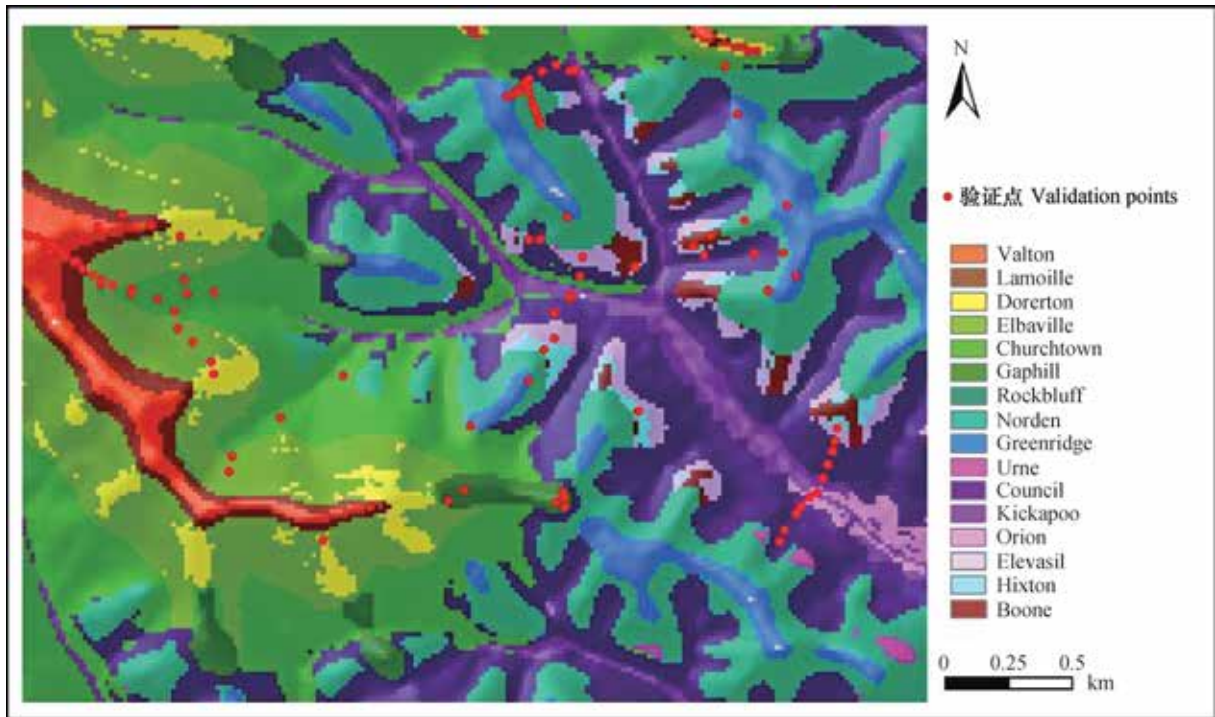 N
验证点 Validation points
Valton
Lamoille
Dorerton
Elbaville
Churchtown
Gaphill
Rockbluff
Norden
Greenridge
Urne
Council
Kickapoo
Orion
Elevasil
Hixton
Boone
0 0.25 0.5
km